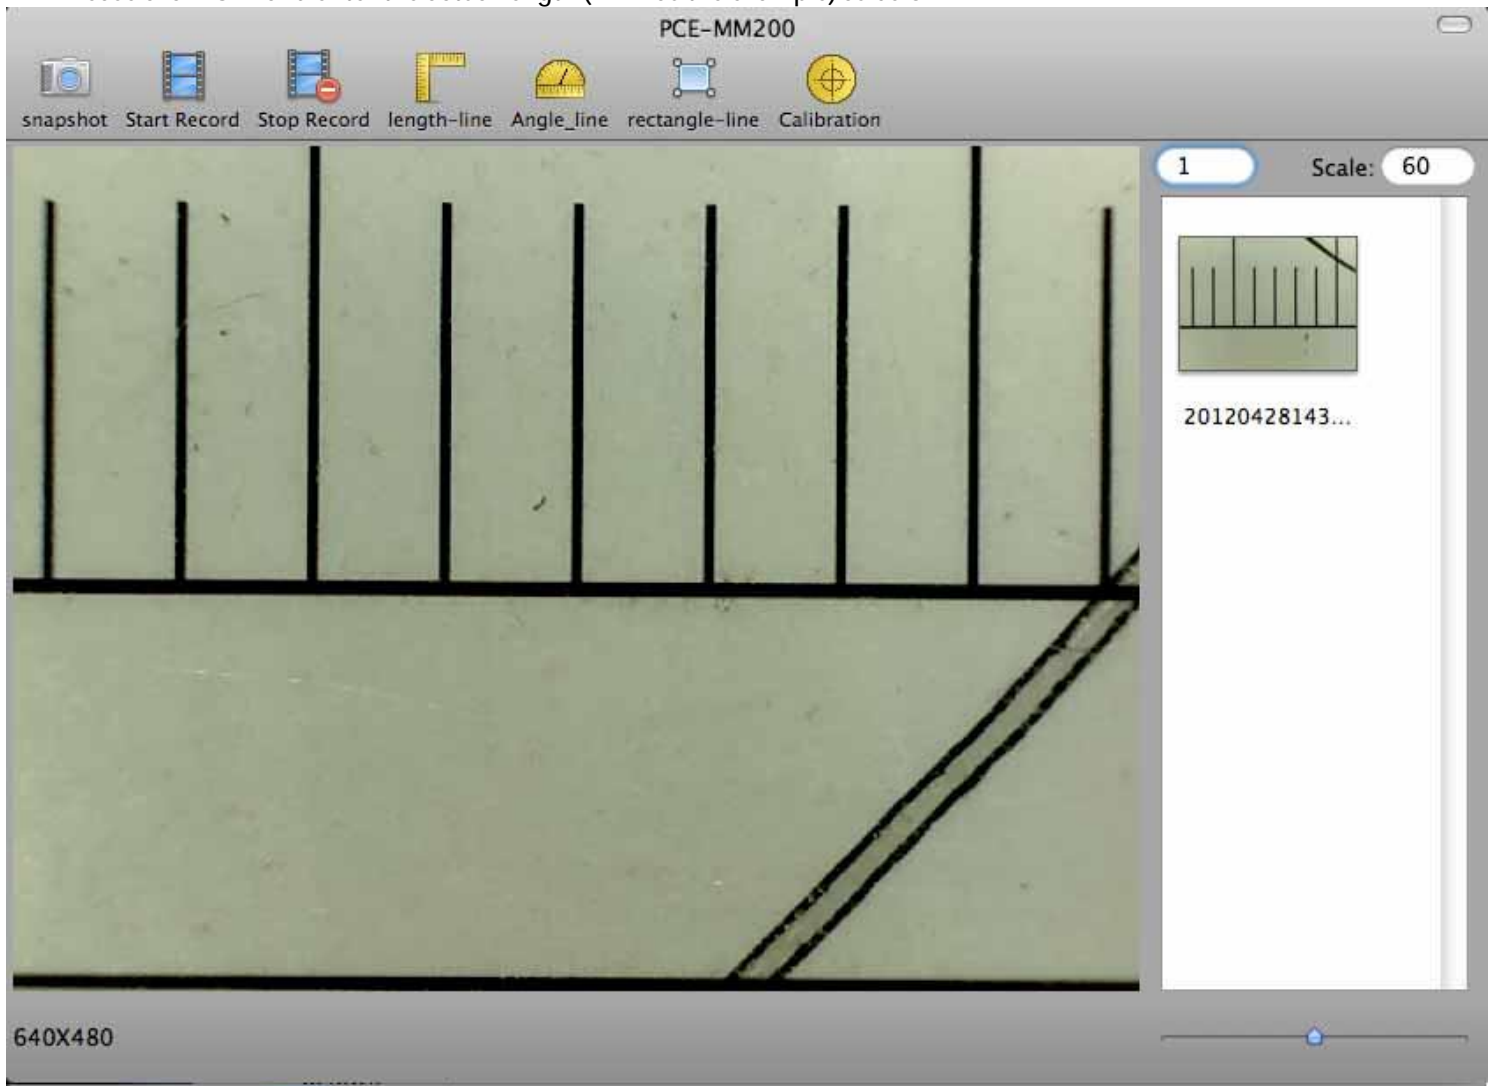 PCE-MM200
snapshot Start Record Stop Record length-line Angle_line rectangle-line Calibration
1 Scale: 60
20120428143...
640X480